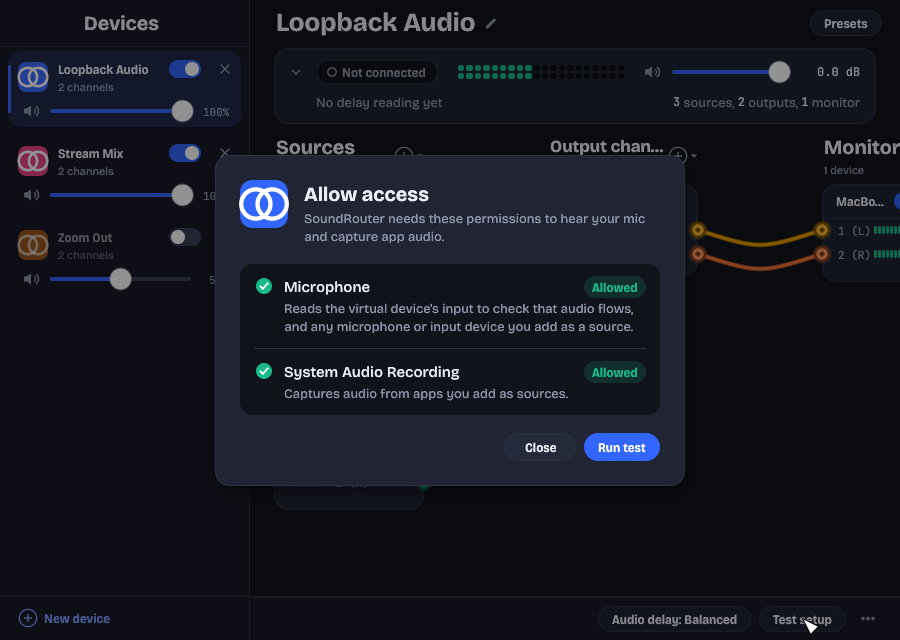 Devices
Loopback Audio
2 channels
100%
Stream Mix
2 channels
Zoom Out
2 channels
New device
Loopback Audio
Presets
Not connected
0.0 dB
No delay reading yet
3 sources, 2 outputs, 1 monitor
Sources
Output chan...
Monitor
1 device
MacBo...
1 (L)
2 (R)
Allow access
SoundRouter needs these permissions to hear your mic
and capture app audio.
Microphone
Allowed
Reads the virtual device's input to check that audio flows,
and any microphone or input device you add as a source.
System Audio Recording
Allowed
Captures audio from apps you add as sources.
Close
Run test
Audio delay: Balanced
Test setup